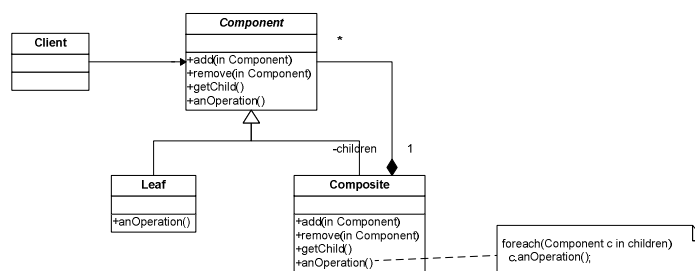 Component
*
Client
+add(in Component)
+remove(in Component)
+getChild()
+anOperation()
-children
1
Leaf
Composite
+anOperation()
+add(in Component)
+remove(in Component)
+getChild()
+anOperation()
foreach(Component c in children)
c.anOperation();